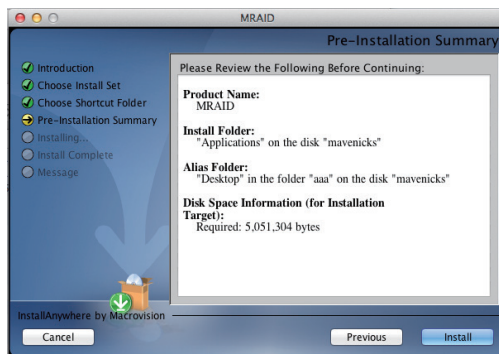 MRAID
Pre-Installation Summary
Introduction
Choose Install Set
Choose Shortcut Folder
Pre-Installation Summary
Installing...
Install Complete
Message
Please Review the Following Before Continuing:
Product Name:
MRAID
Install Folder:
"Applications" on the disk "mavenicks"
Alias Folder:
"Desktop" in the folder "aaa" on the disk "mavenicks"
Disk Space Information (for Installation
Target):
Required: 5,051,304 bytes
InstallAnywhere by Macrovision
Cancel
Previous
Install